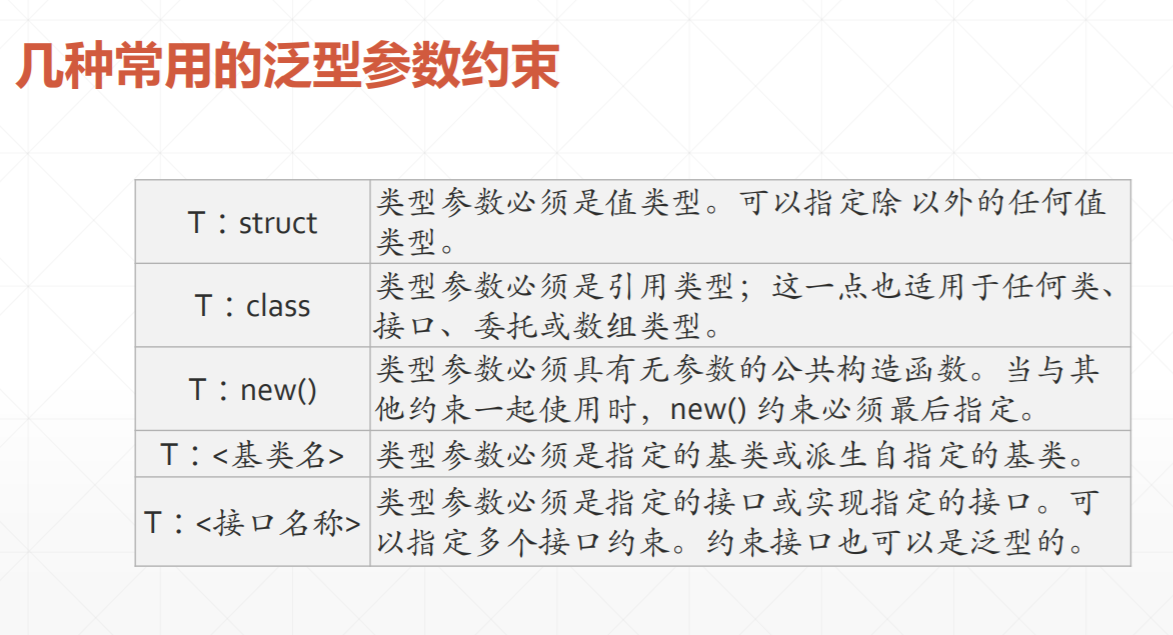 几种常用的泛型参数约束
T：struct
类型参数必须是值类型。可以指定除 以外的任何值
类型。
T：class
类型参数必须是引用类型；这一点也适用于任何类、
接口、委托或数组类型。
T：new()
类型参数必须具有无参数的公共构造函数。当与其
他约束一起使用时，new() 约束必须最后指定。
T：<基类名>
类型参数必须是指定的基类或派生自指定的基类。
T：<接口名称>
类型参数必须是指定的接口或实现指定的接口。可
以指定多个接口约束。约束接口也可以是泛型的。